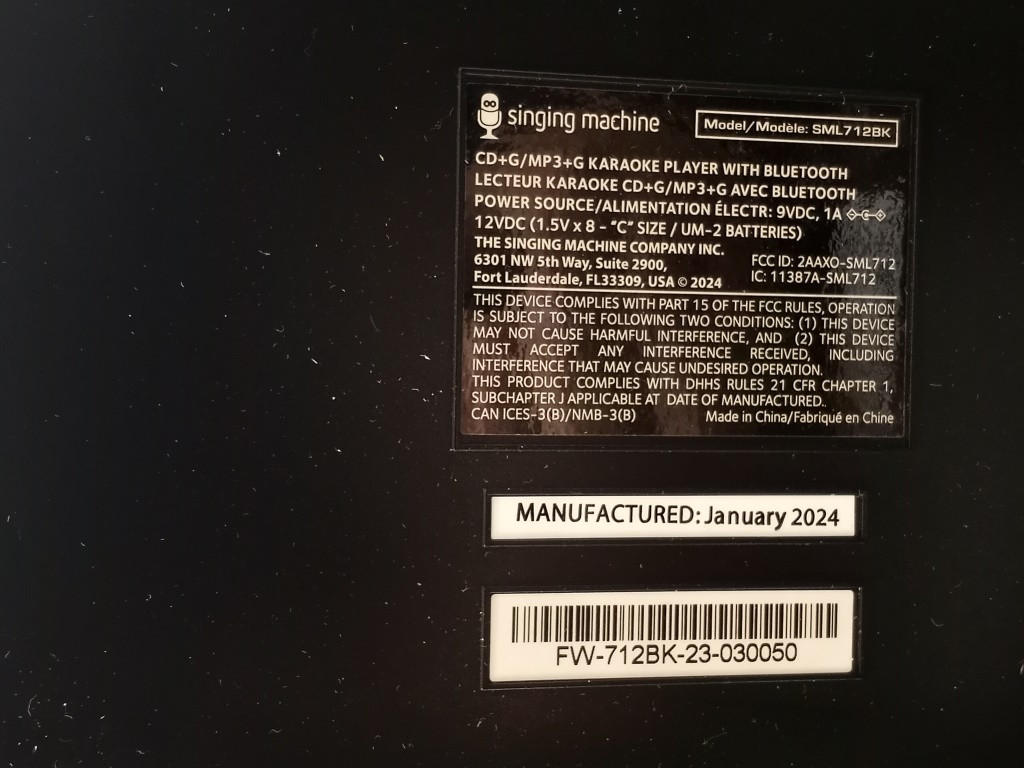 singing machine
Model/Modèle: SML712BK
CD+G/MP3+G KARAOKE PLAYER WITH BLUETOOTH
LECTEUR KARAOKE CD+G/MP3+G AVEC BLUETOOTH
POWER SOURCE/ALIMENTATION ÉLECTR: 9VDC, 1A
12VDC (1.5V x 8 - "C" SIZE / UM-2 BATTERIES)
THE SINGING MACHINE COMPANY INC.
6301 NW 5th Way, Suite 2900,
Fort Lauderdale, FL33309, USA © 2024
FCC ID: 2AAXO-SML712
IC: 11387A-SML712
THIS DEVICE COMPLIES WITH PART 15 OF THE FCC RULES, OPERATION
IS SUBJECT TO THE FOLLOWING TWO CONDITIONS: (1) THIS DEVICE
MAY NOT CAUSE HARMFUL INTERFERENCE, AND (2) THIS DEVICE
MUST ACCEPT ANY INTERFERENCE RECEIVED, INCLUDING
INTERFERENCE THAT MAY CAUSE UNDESIRED OPERATION.
THIS PRODUCT COMPLIES WITH DHHS RULES 21 CFR CHAPTER 1,
SUBCHAPTER J APPLICABLE AT DATE OF MANUFACTURED.
CAN ICES-3(B)/NMB-3(B)
Made in China/Fabriqué en Chine
MANUFACTURED: January 2024
FW-712BK-23-030050